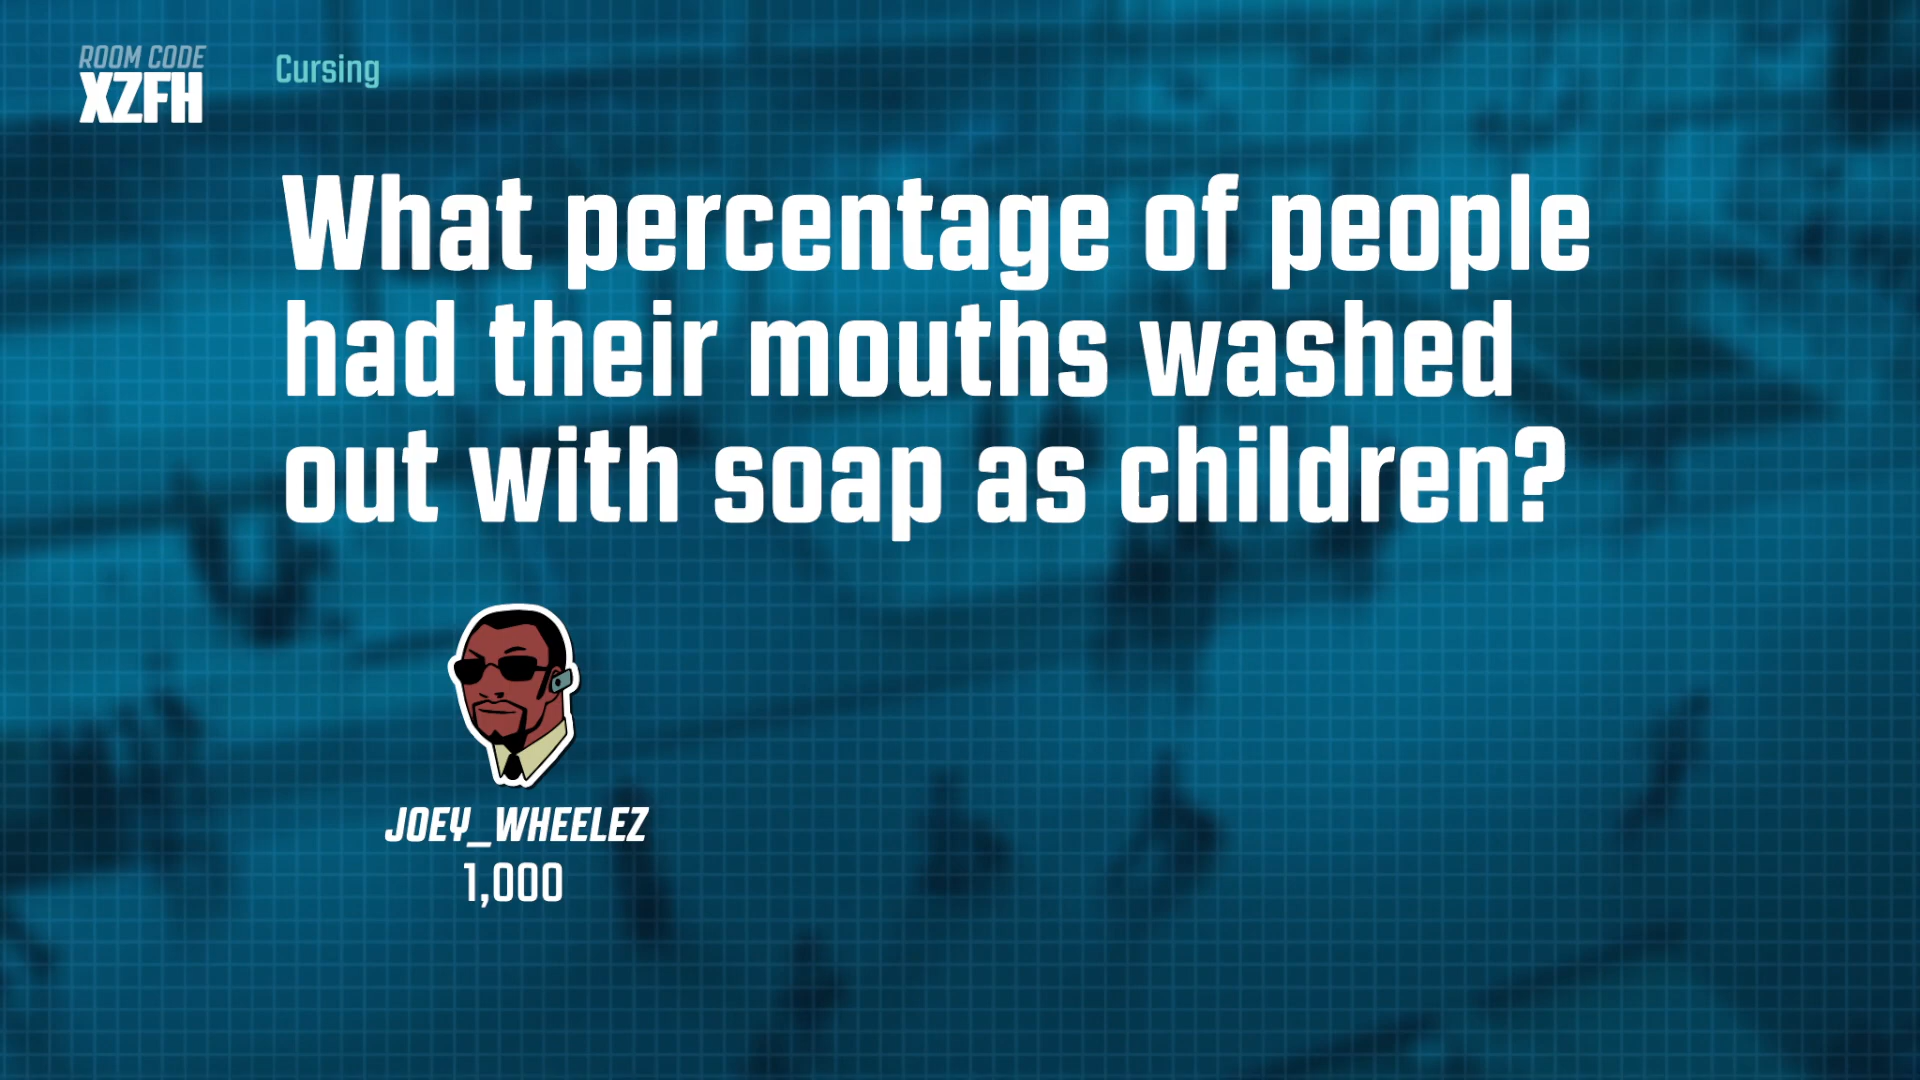 ROOM CODE
XZFH
Cursing
What percentage of people
had their mouths washed
out with soap as children?
JOEY_WHEELEZ
1,000